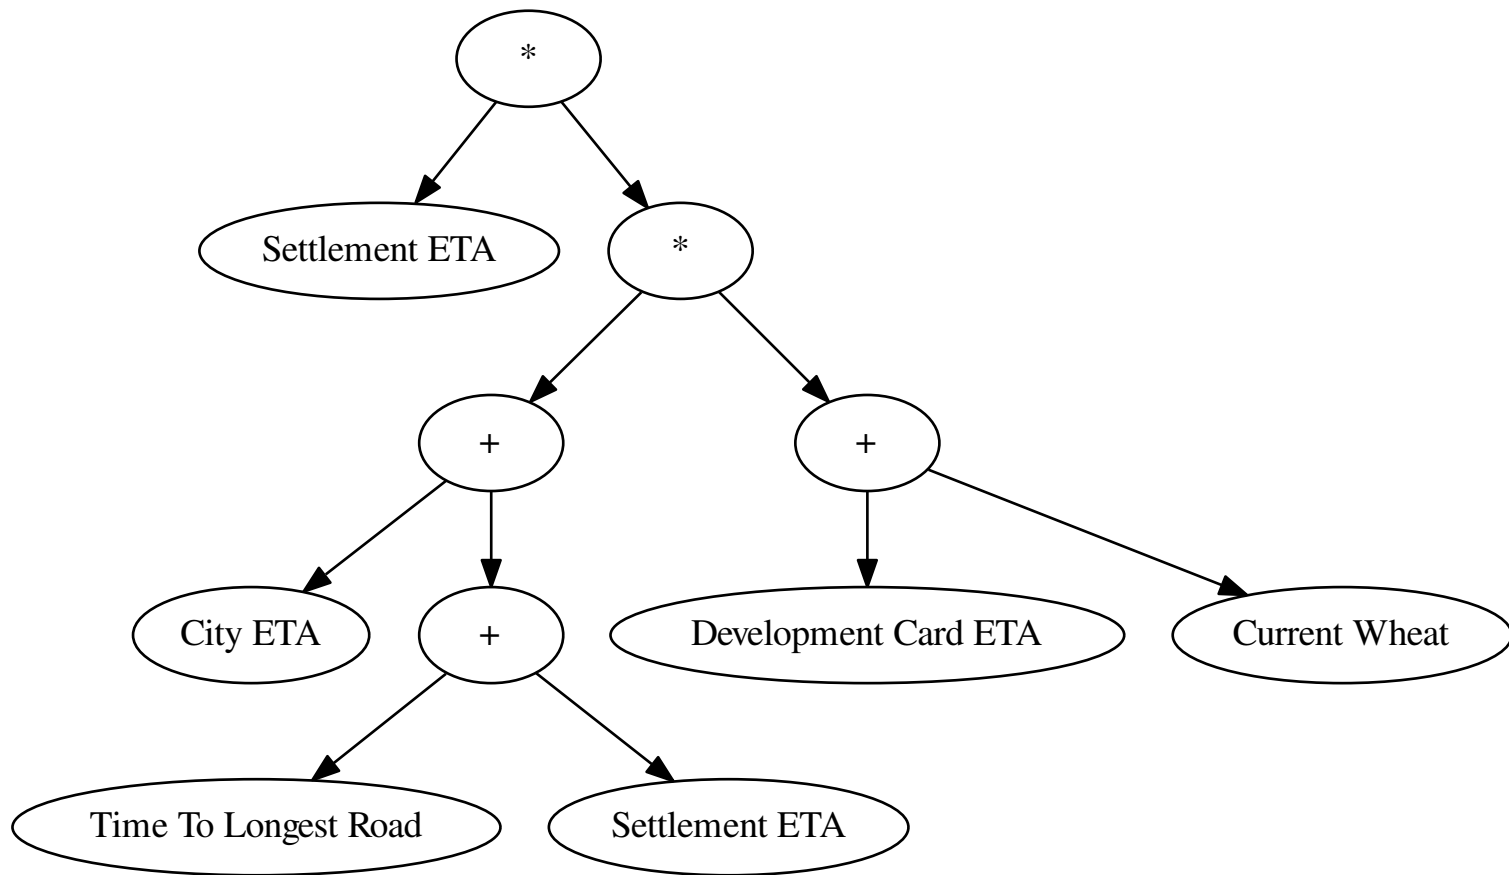 *
Settlement ETA
*
+
+
City ETA
+
Development Card ETA
Current Wheat
Time To Longest Road
Settlement ETA